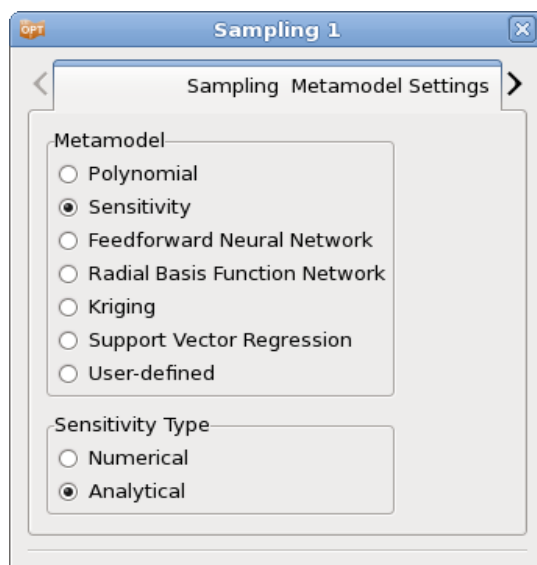 OPT
Sampling 1
Sampling Metamodel Settings
Metamodel
Polynomial
Sensitivity
Feedforward Neural Network
Radial Basis Function Network
Kriging
Support Vector Regression
User-defined
Sensitivity Type
Numerical
Analytical